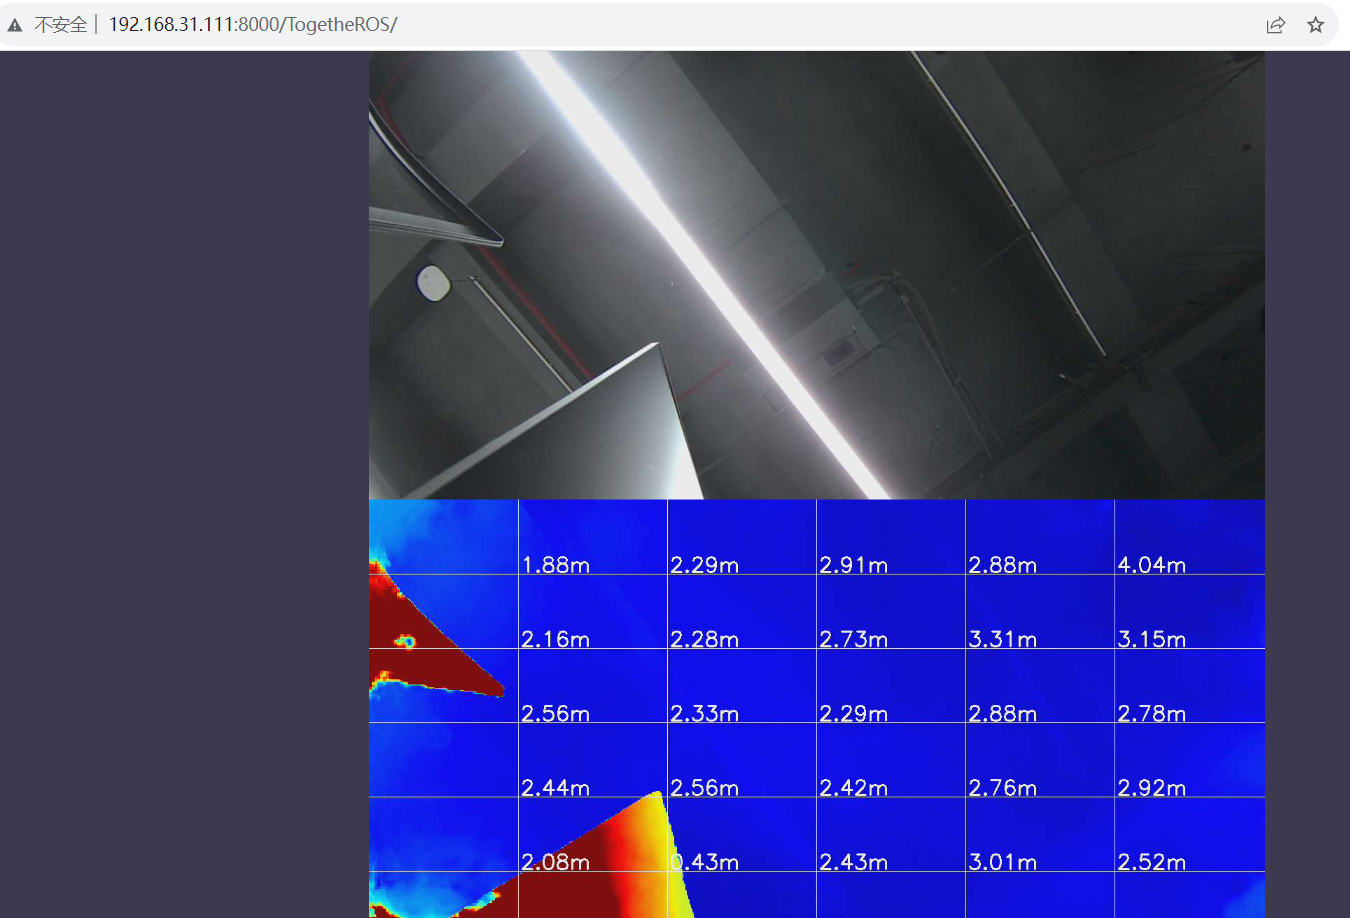 不安全 | 192.168.31.111:8000/TogetheROS/
1.88m 2.29m 2.91m 2.88m 4.04m
2.16m 2.28m 2.73m 3.31m 3.15m
2.56m 2.33m 2.29m 2.88m 2.78m
2.44m 2.56m 2.42m 2.76m 2.92m
2.08m 0.43m 2.43m 3.01m 2.52m